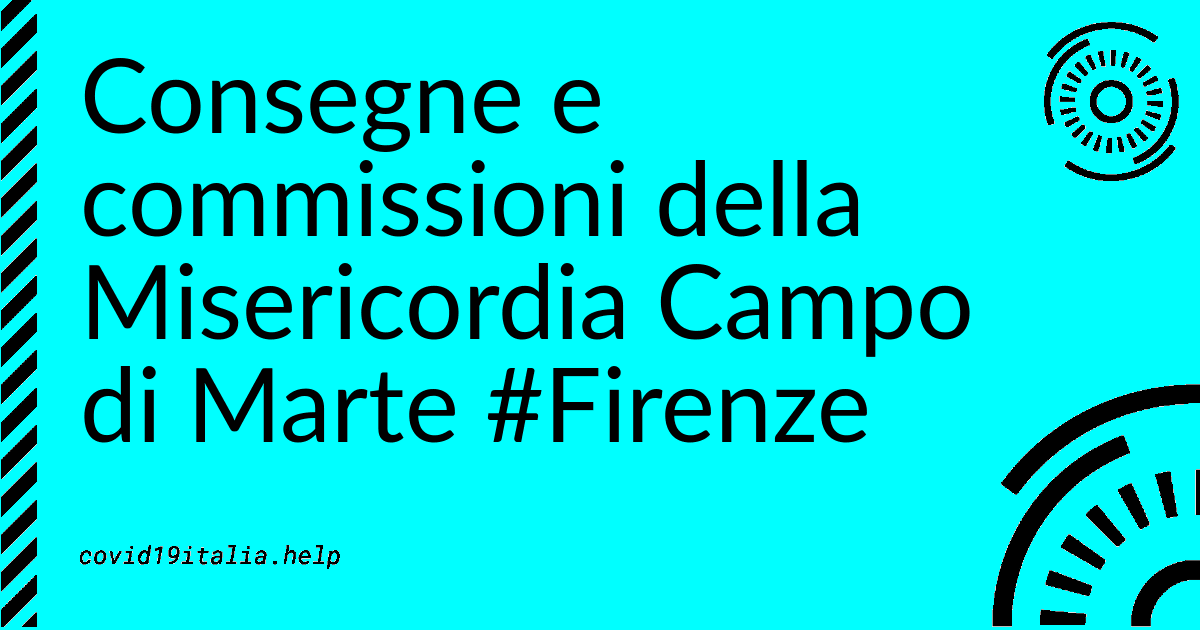 Consegne e
commissioni della
Misericordia Campo
di Marte #Firenze
covid19italia.help